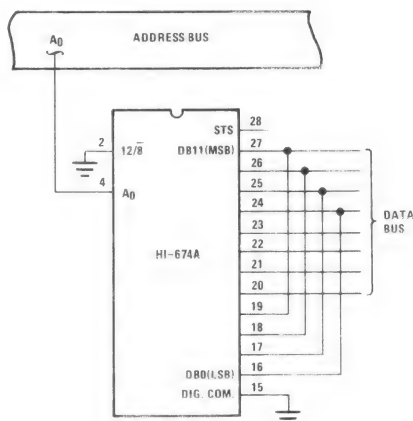 A0 ADDRESS BUS
STS 28
2 12/8̅ DB11(MSB) 27
26
4 A0 25
24
DATA
BUS
23
22
HI-674A 21
20
19
18
17
DB0(LSB) 16
DIG. COM. 15